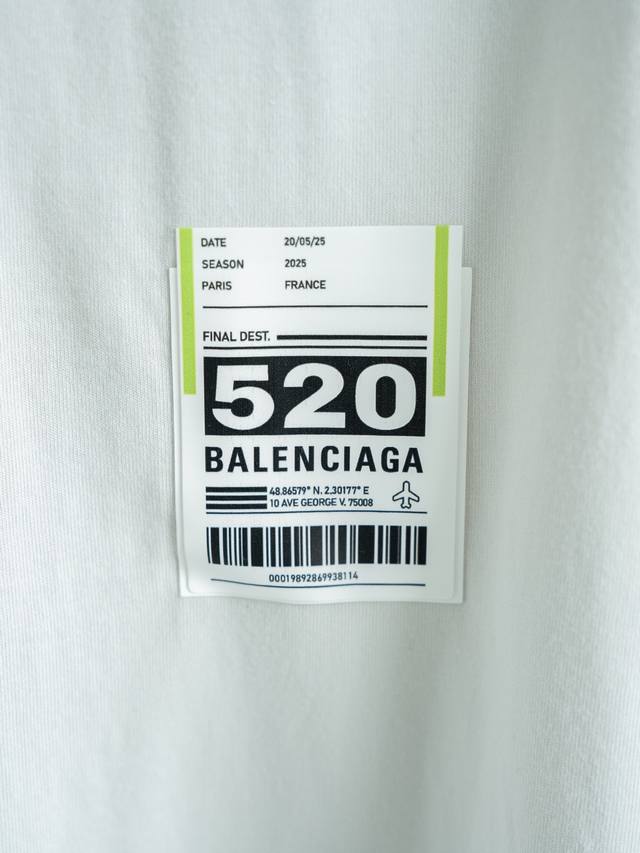 DATE 20/05/25
SEASON 2025
PARIS FRANCE
FINAL DEST.
520
BALENCIAGA
48.86579° N. 2.30177° E
10 AVE GEORGE V. 75008
00019892869938114